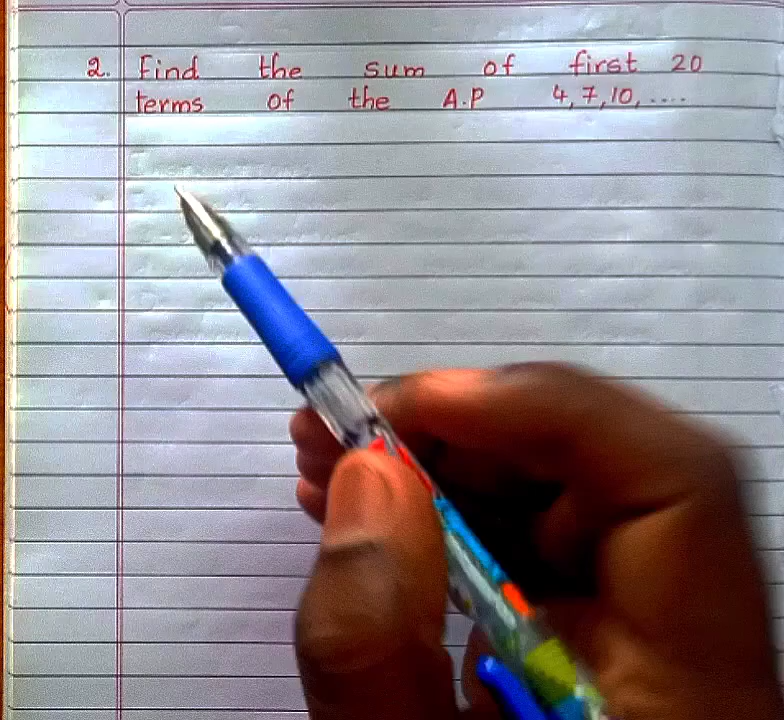 2. Find the sum of first 20
terms of the A.P 4, 7, 10, ....